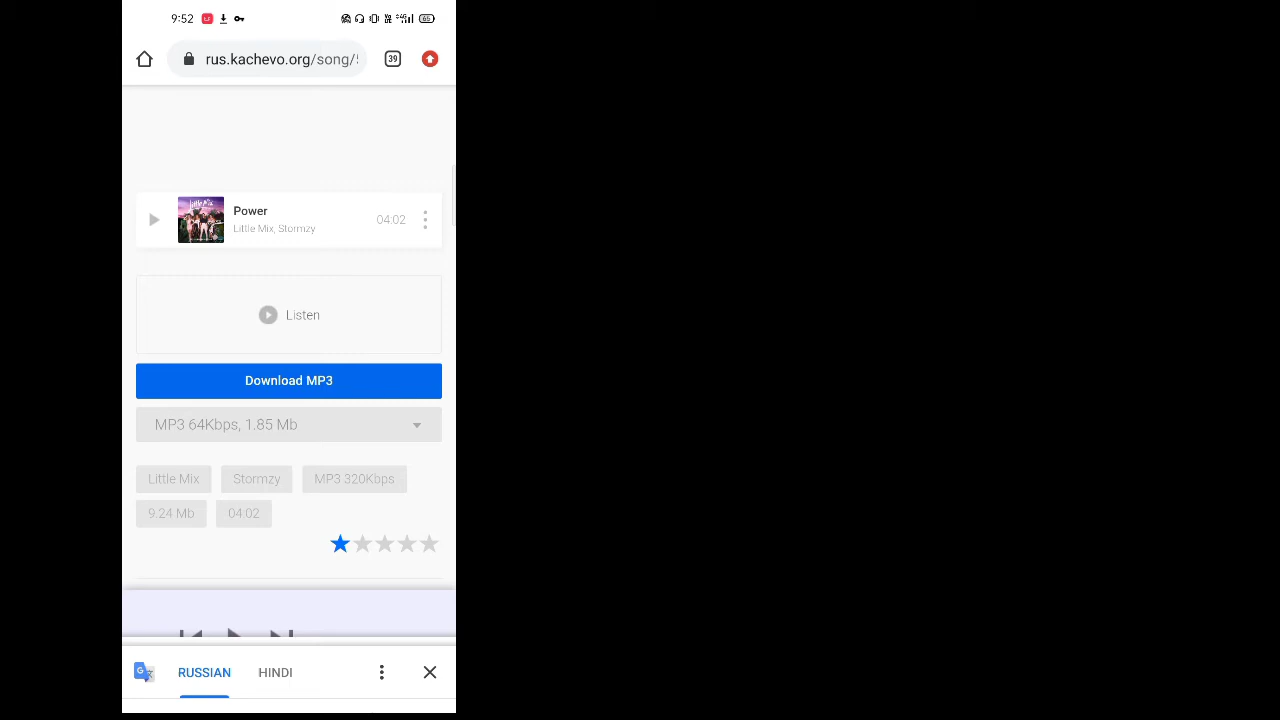 9:52
65
rus.kachevo.org/song/
39
Power
04:02
Little Mix, Stormzy
Listen
Download MP3
MP3 64Kbps, 1.85 Mb
Little Mix
Stormzy
MP3 320Kbps
9.24 Mb
04:02
RUSSIAN
HINDI